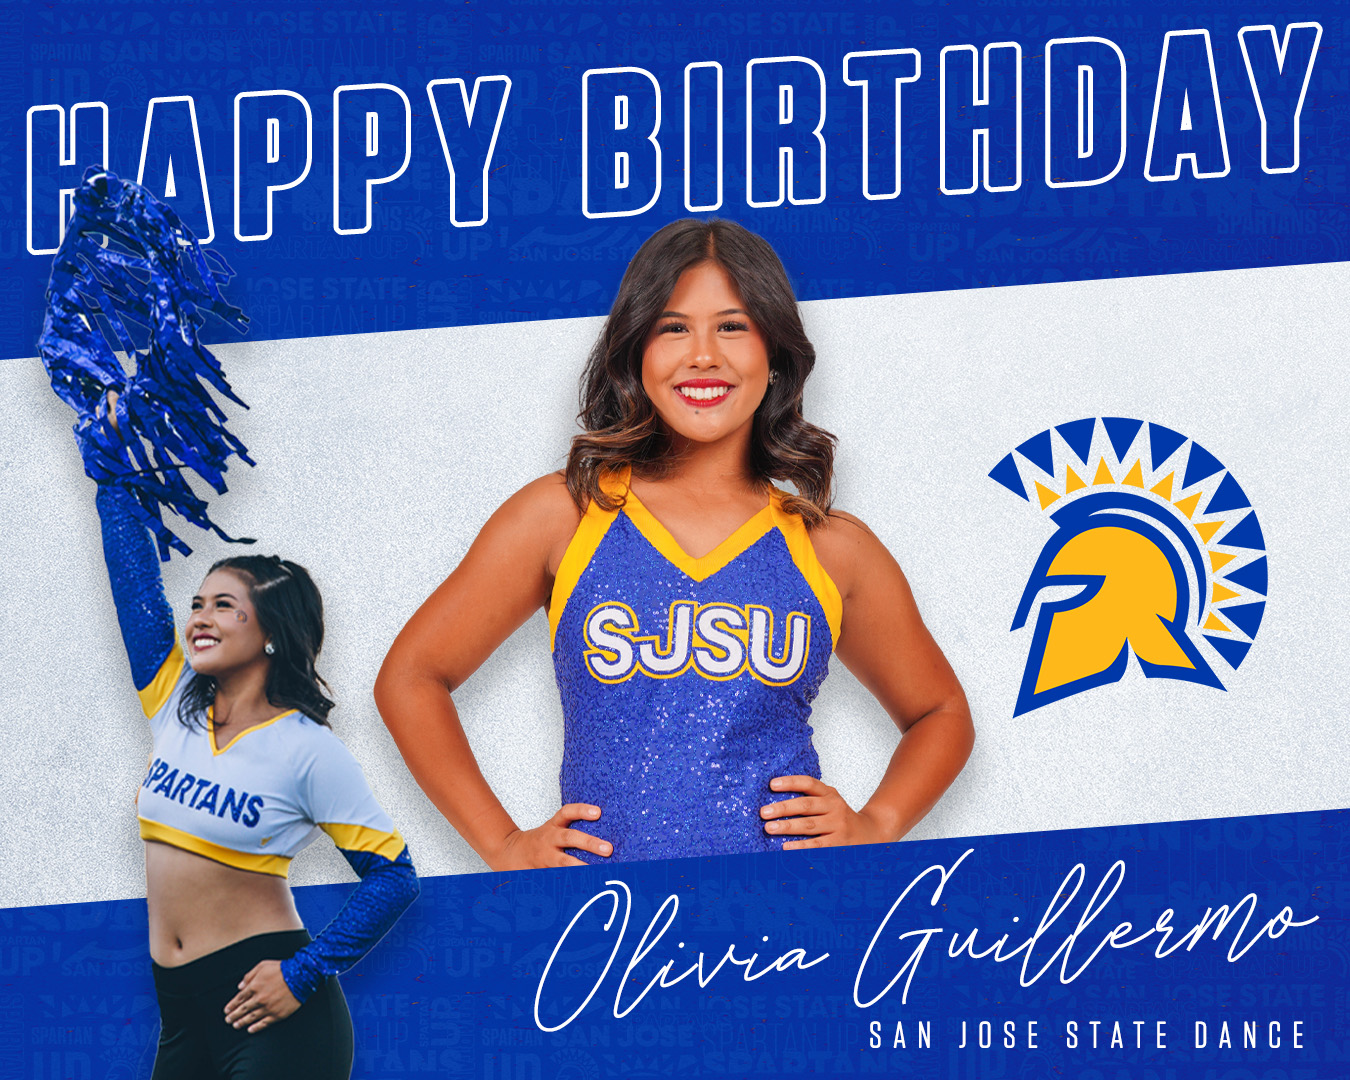 HAPPY BIRTHDAY
SJSU
SPARTANS
Olivia Guillermo
SAN JOSE STATE DANCE